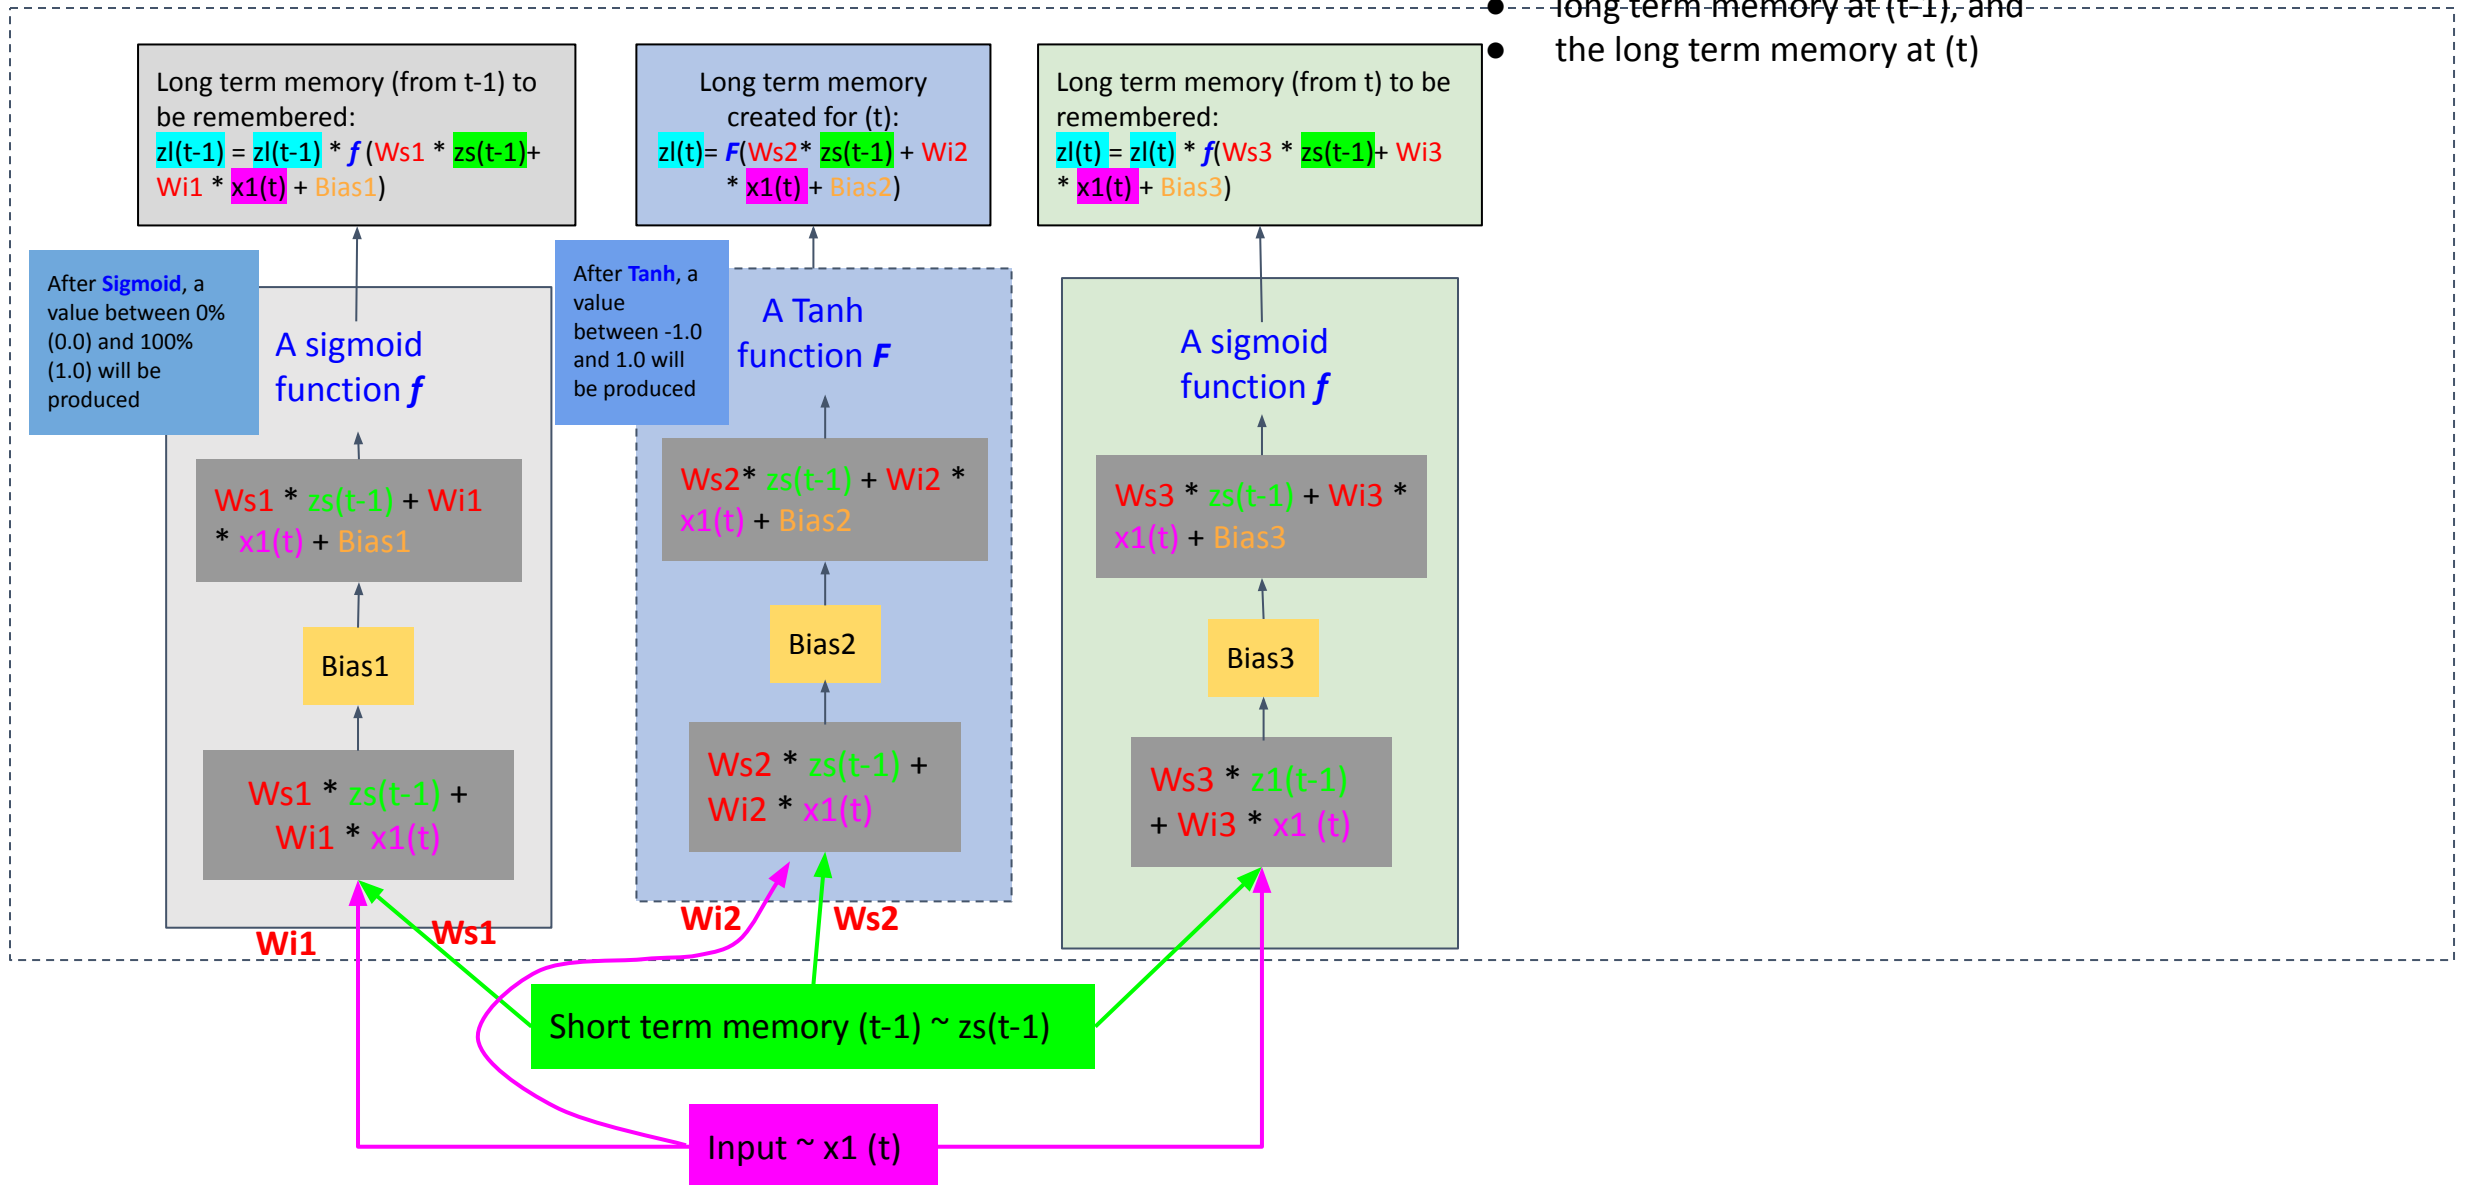 ● long term memory at (t-1), and
● the long term memory at (t)
Long term memory (from t-1) to
be remembered:
zl(t-1) = zl(t-1) * f (Ws1 * zs(t-1)+
Wi1 * x1(t) + Bias1)
Long term memory
created for (t):
zl(t)= F(Ws2* zs(t-1) + Wi2
* x1(t) + Bias2)
Long term memory (from t) to be
remembered:
zl(t) = zl(t) * f(Ws3 * zs(t-1)+ Wi3
* x1(t) + Bias3)
After Sigmoid, a
value between 0%
(0.0) and 100%
(1.0) will be
produced
A sigmoid
function f
After Tanh, a
value
between -1.0
and 1.0 will
be produced
A Tanh
function F
A sigmoid
function f
Ws1 * zs(t-1) + Wi1
* x1(t) + Bias1
Ws2* zs(t-1) + Wi2 *
x1(t) + Bias2
Ws3 * zs(t-1) + Wi3 *
x1(t) + Bias3
Bias1
Bias2
Bias3
Ws1 * zs(t-1) +
Wi1 * x1(t)
Ws2 * zs(t-1) +
Wi2 * x1(t)
Ws3 * z1(t-1)
+ Wi3 * x1 (t)
Wi1
Ws1
Wi2
Ws2
Short term memory (t-1) ~ zs(t-1)
Input ~ x1 (t)